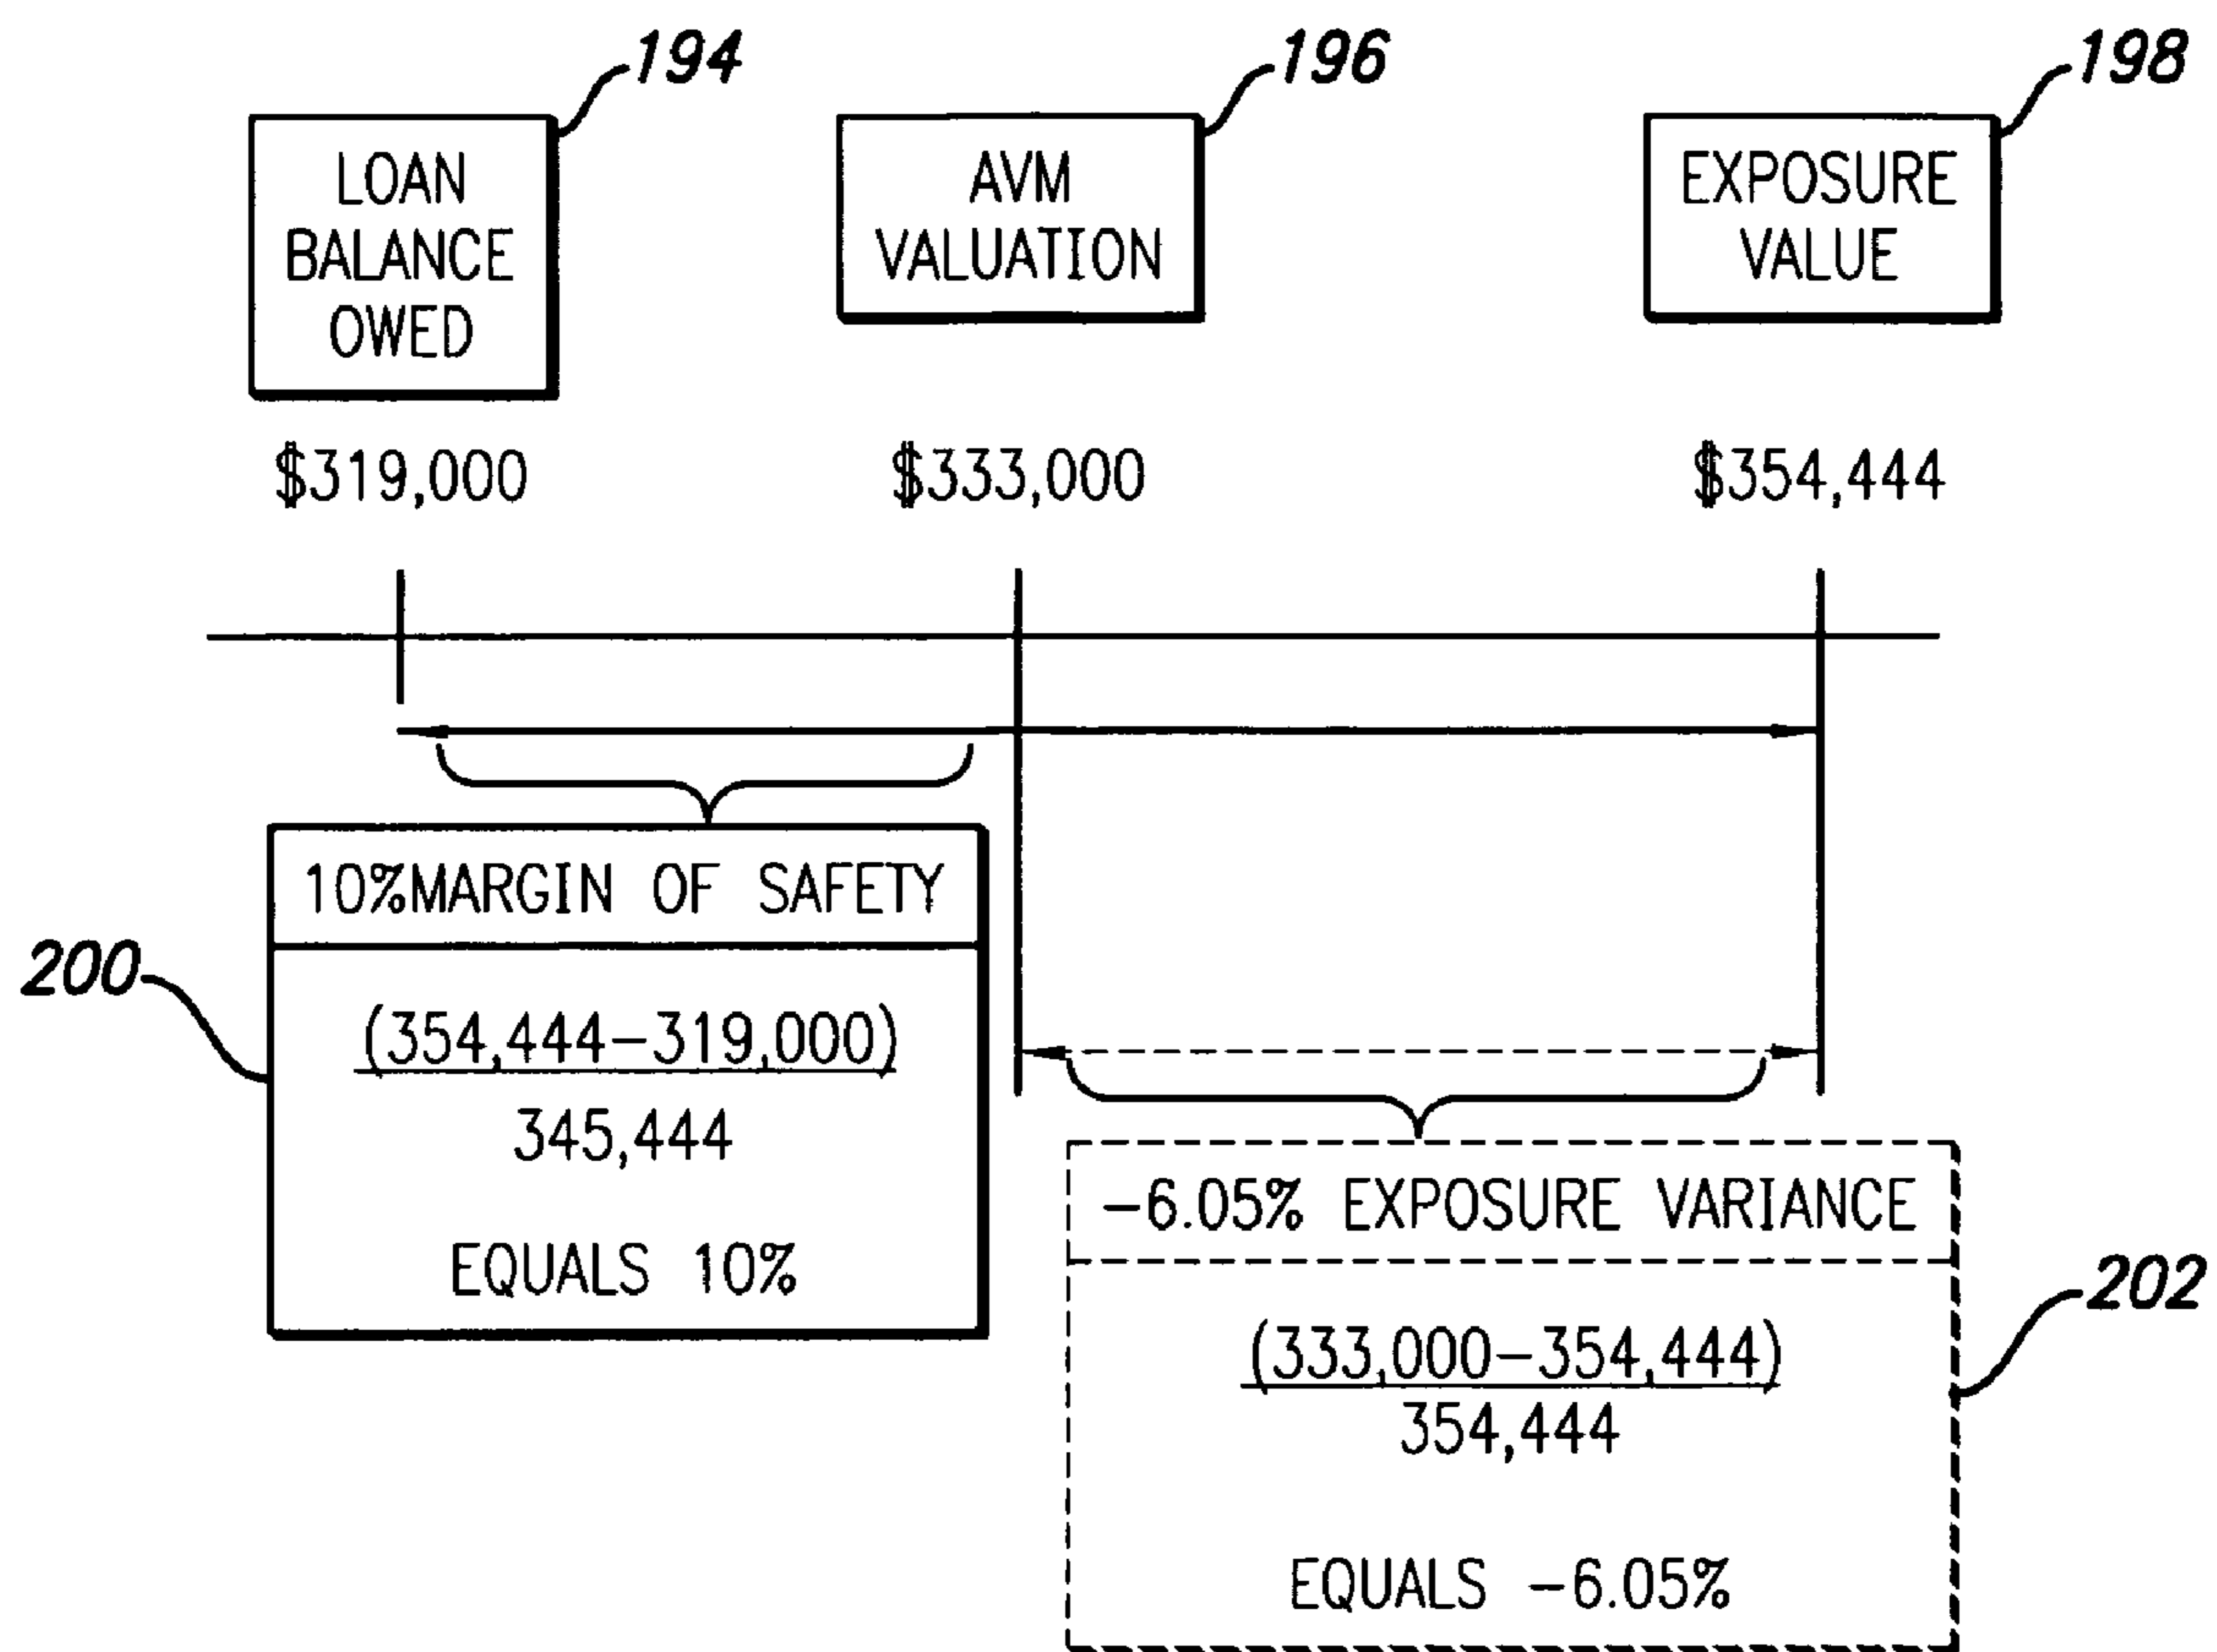 194
196
198
LOAN
BALANCE
OWED
AVM
VALUATION
EXPOSURE
VALUE
$319,000
$333,000
$354,444
10%MARGIN OF SAFETY
200
(354,444-319,000)
345,444
EQUALS 10%
-6.05% EXPOSURE VARIANCE
202
(333,000-354,444)
354,444
EQUALS -6.05%